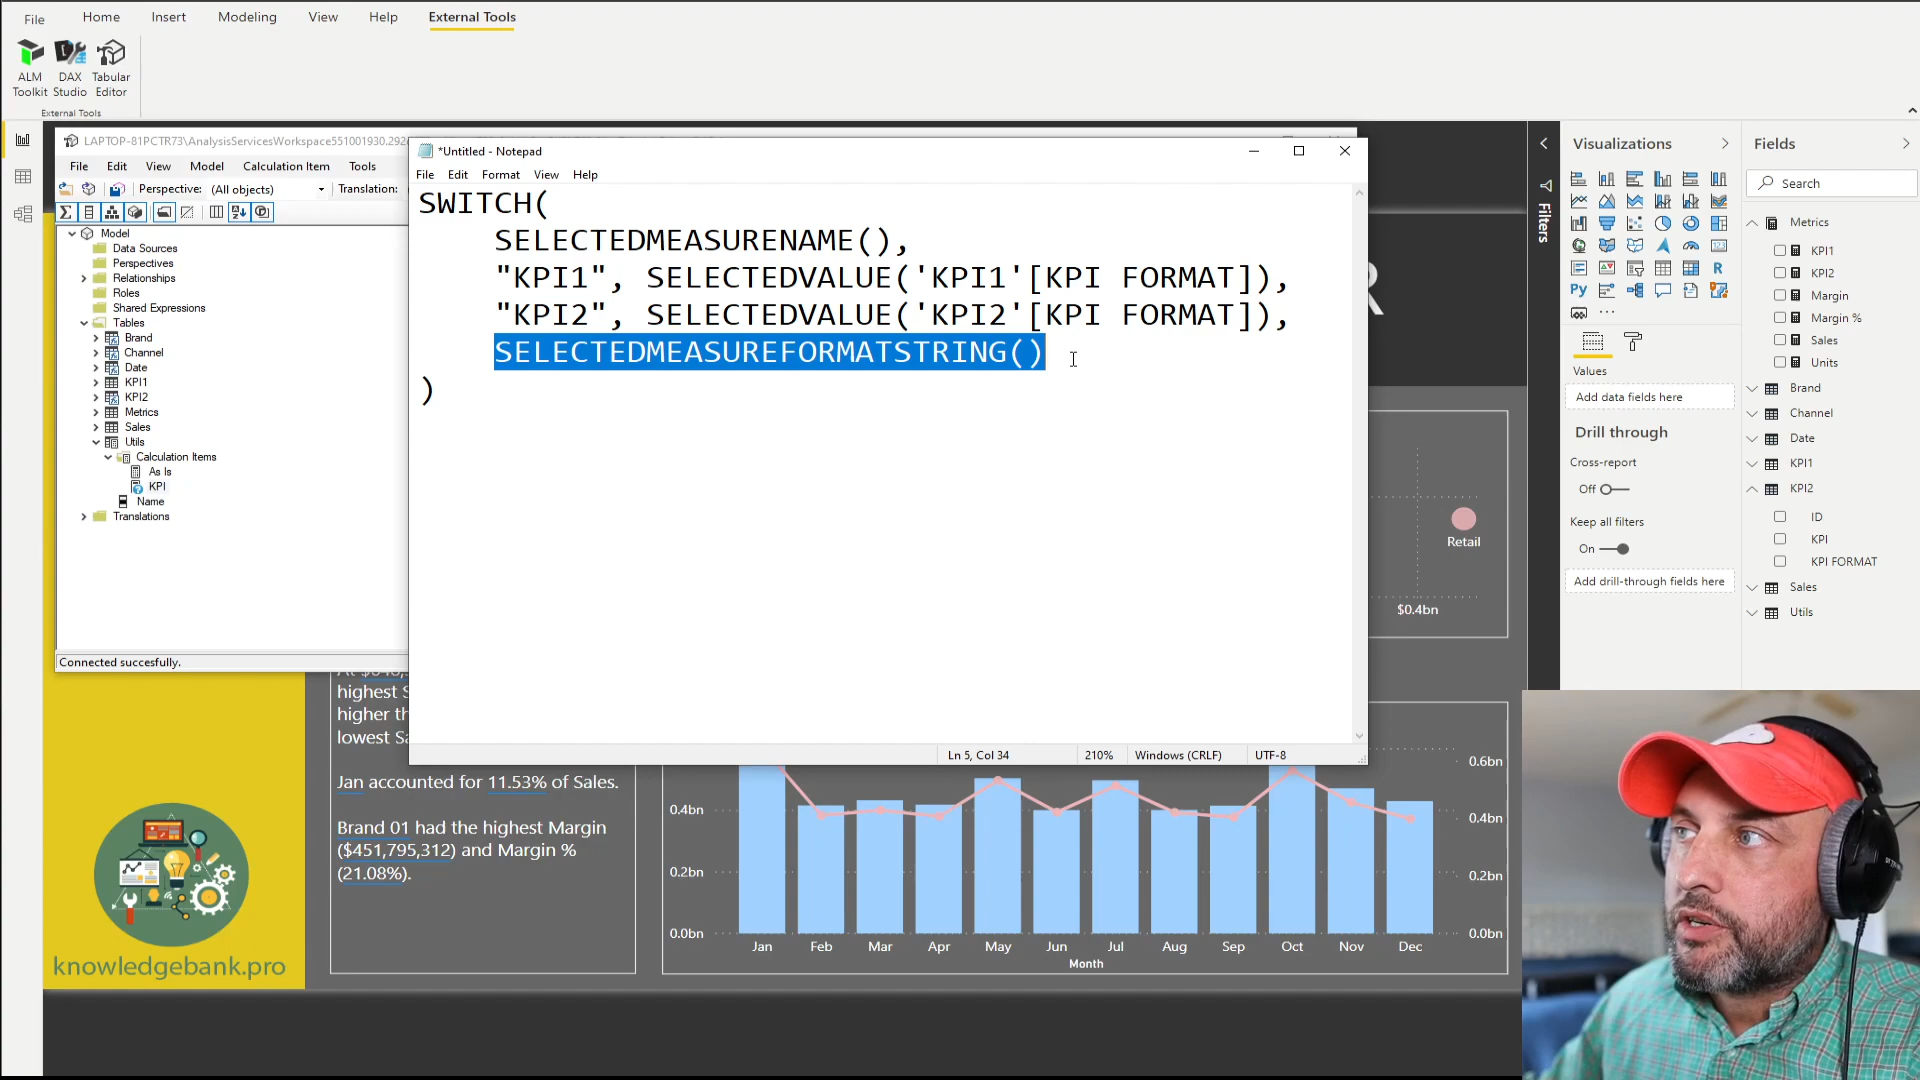 File
Home
Insert
Modeling
View
Help
External Tools
ALM Toolkit
DAX Studio
Tabular Editor
External Tools
LAPTOP-81PCTR73\AnalysisServicesWorkspace551001930.292
File
Edit
View
Model
Calculation Item
Tools
Perspective:
(All objects)
Translation:
Model
Data Sources
Perspectives
Relationships
Roles
Shared Expressions
Tables
Brand
Channel
Date
KPI1
KPI2
Metrics
Sales
Utils
Calculation Items
As Is
KPI
Name
Translations
Connected succesfully.
*Untitled - Notepad
File
Edit
Format
View
Help
SWITCH(
SELECTEDMEASURENAME(),
"KPI1", SELECTEDVALUE('KPI1'[KPI FORMAT]),
"KPI2", SELECTEDVALUE('KPI2'[KPI FORMAT]),
SELECTEDMEASUREFORMATSTRING()
)
Ln 5, Col 34
210%
Windows (CRLF)
UTF-8
R
Retail
$0.4bn
highest S
higher th
lowest Sa
Jan accounted for 11.53% of Sales.
Brand 01 had the highest Margin
($451,795,312) and Margin %
(21.08%).
knowledgebank.pro
0.4bn
0.2bn
0.0bn
0.6bn
0.4bn
0.2bn
0.0bn
Jan
Feb
Mar
Apr
May
Jun
Jul
Aug
Sep
Oct
Nov
Dec
Month
Filters
Visualizations
R
Py
Values
Add data fields here
Drill through
Cross-report
Off
Keep all filters
On
Add drill-through fields here
Fields
Search
Metrics
KPI1
KPI2
Margin
Margin %
Sales
Units
Brand
Channel
Date
KPI1
KPI2
ID
KPI
KPI FORMAT
Sales
Utils